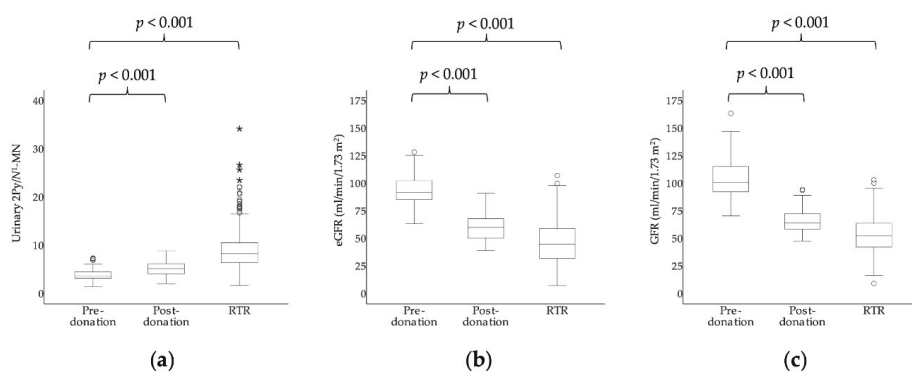 p < 0.001
p < 0.001
40
30
20
10
0
Urinary 2Py/N¹-MN
Pre-donation
Post-donation
RTR
(a)
p < 0.001
p < 0.001
175
150
125
100
75
50
25
0
eGFR (ml/min/1.73 m²)
Pre-donation
Post-donation
RTR
(b)
p < 0.001
p < 0.001
175
150
125
100
75
50
25
0
GFR (ml/min/1.73 m²)
Pre-donation
Post-donation
RTR
(c)